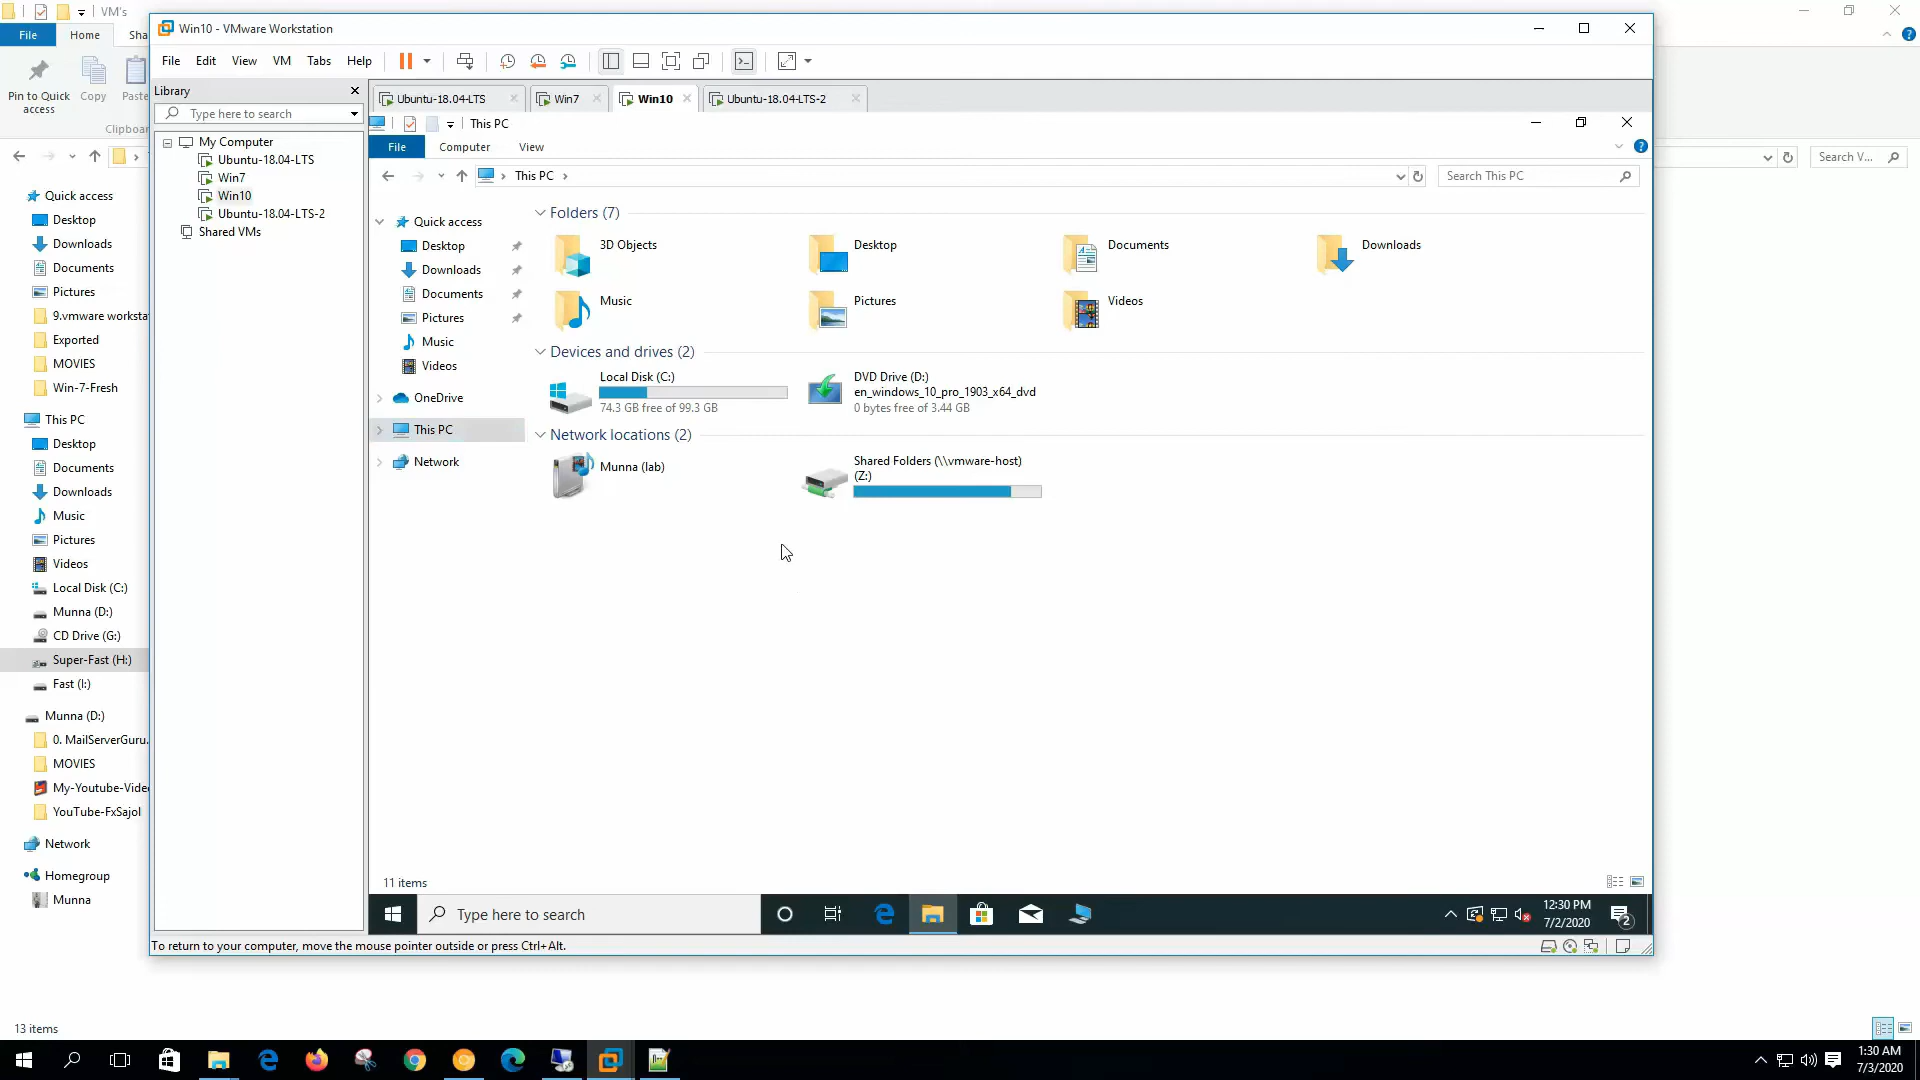 VM's
File
Home
Sha
Pin to Quick
access
Copy
Paste
Clipboa
Search V...
Quick access
Desktop
Downloads
Documents
Pictures
9.vmware worksta
Exported
MOVIES
Win-7-Fresh
This PC
Desktop
Documents
Downloads
Music
Pictures
Videos
Local Disk (C:)
Munna (D:)
CD Drive (G:)
Super-Fast (H:)
Fast (I:)
Munna (D:)
0. MailServerGuru.
MOVIES
My-Youtube-Vide
YouTube-FxSajol
Network
Homegroup
Munna
13 items
Win10 - VMware Workstation
File Edit View VM Tabs Help
Library
Type here to search
My Computer
Ubuntu-18.04-LTS
Win7
Win10
Ubuntu-18.04-LTS-2
Shared VMs
Ubuntu-18.04-LTS
Win7
Win10
Ubuntu-18.04-LTS-2
This PC
File
Computer
View
This PC
Search This PC
Quick access
Desktop
Downloads
Documents
Pictures
Music
Videos
OneDrive
This PC
Network
Folders (7)
3D Objects
Desktop
Documents
Downloads
Music
Pictures
Videos
Devices and drives (2)
Local Disk (C:)
74.3 GB free of 99.3 GB
DVD Drive (D:)
en_windows_10_pro_1903_x64_dvd
0 bytes free of 3.44 GB
Network locations (2)
Munna (lab)
Shared Folders (\\vmware-host)
(Z:)
11 items
Type here to search
12:30 PM
7/2/2020
2
To return to your computer, move the mouse pointer outside or press Ctrl+Alt.
1:30 AM
7/3/2020